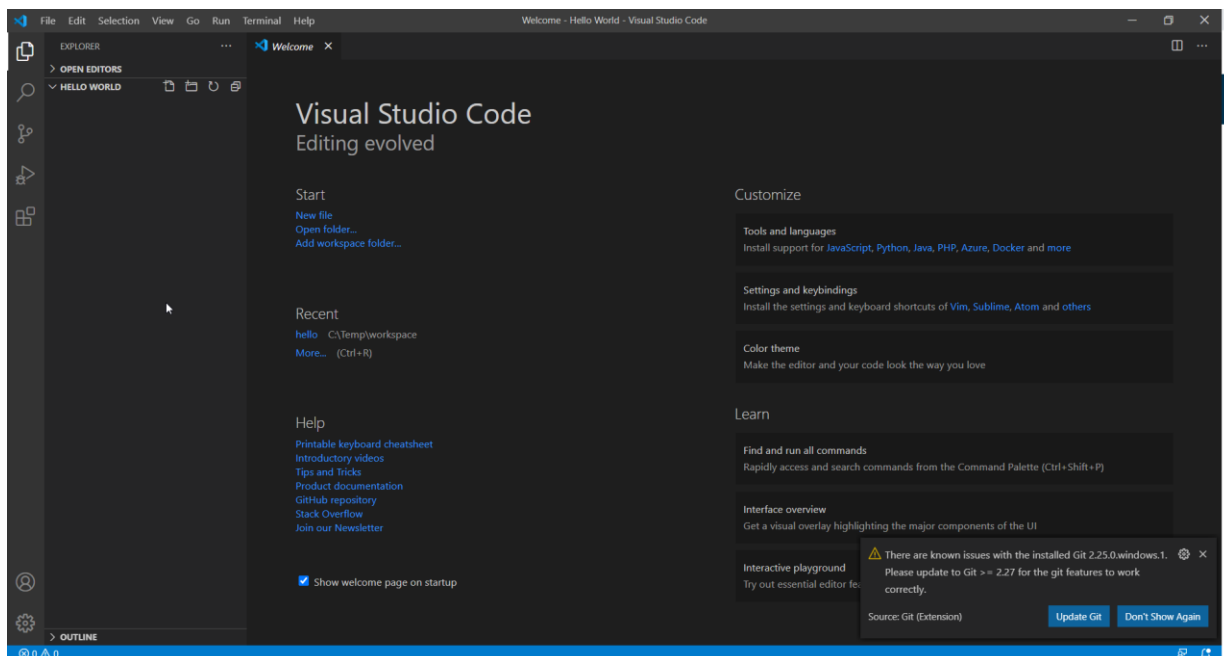 File Edit Selection View Go Run Terminal Help
Welcome - Hello World - Visual Studio Code
EXPLORER
Welcome
OPEN EDITORS
HELLO WORLD
Visual Studio Code
Editing evolved
Start
New file
Open folder...
Add workspace folder...
Recent
hello C:\Temp\workspace
More... (Ctrl+R)
Help
Printable keyboard cheatsheet
Introductory videos
Tips and Tricks
Product documentation
GitHub repository
Stack Overflow
Join our Newsletter
Show welcome page on startup
Customize
Tools and languages
Install support for JavaScript, Python, Java, PHP, Azure, Docker and more
Settings and keybindings
Install the settings and keyboard shortcuts of Vim, Sublime, Atom and others
Color theme
Make the editor and your code look the way you love
Learn
Find and run all commands
Rapidly access and search commands from the Command Palette (Ctrl+Shift+P)
Interface overview
Get a visual overlay highlighting the major components of the UI
Interactive playground
Try out essential editor
There are known issues with the installed Git 2.25.0.windows.1.
Please update to Git >= 2.27 for the git features to work
correctly.
Source: Git (Extension)
Update Git
Don't Show Again
OUTLINE
0 0